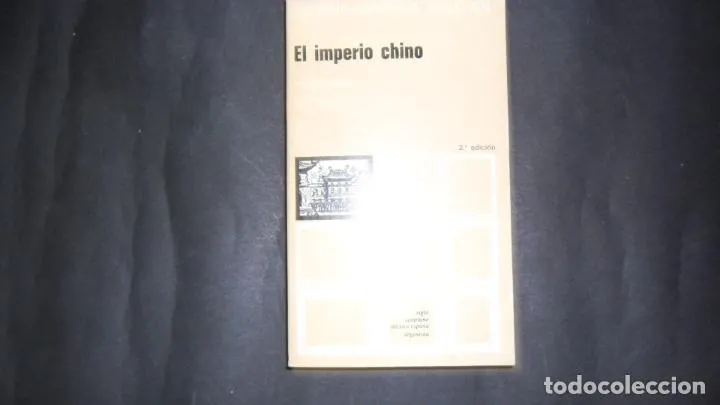 El imperio chino
2.ª edición
siglo
veintiuno
méxico españa
argentina
todocoleccion